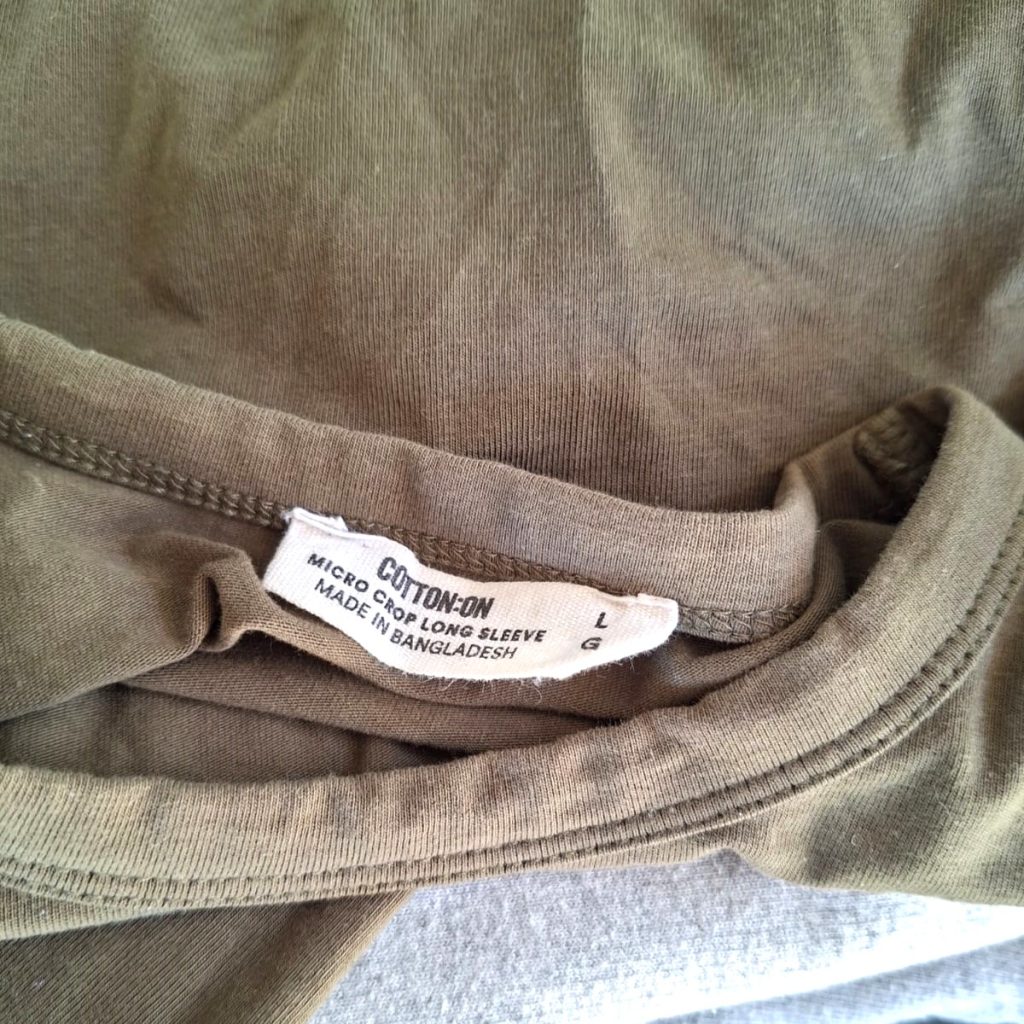 COTTON:ON
MICRO CROP LONG SLEEVE
MADE IN BANGLADESH
L
G